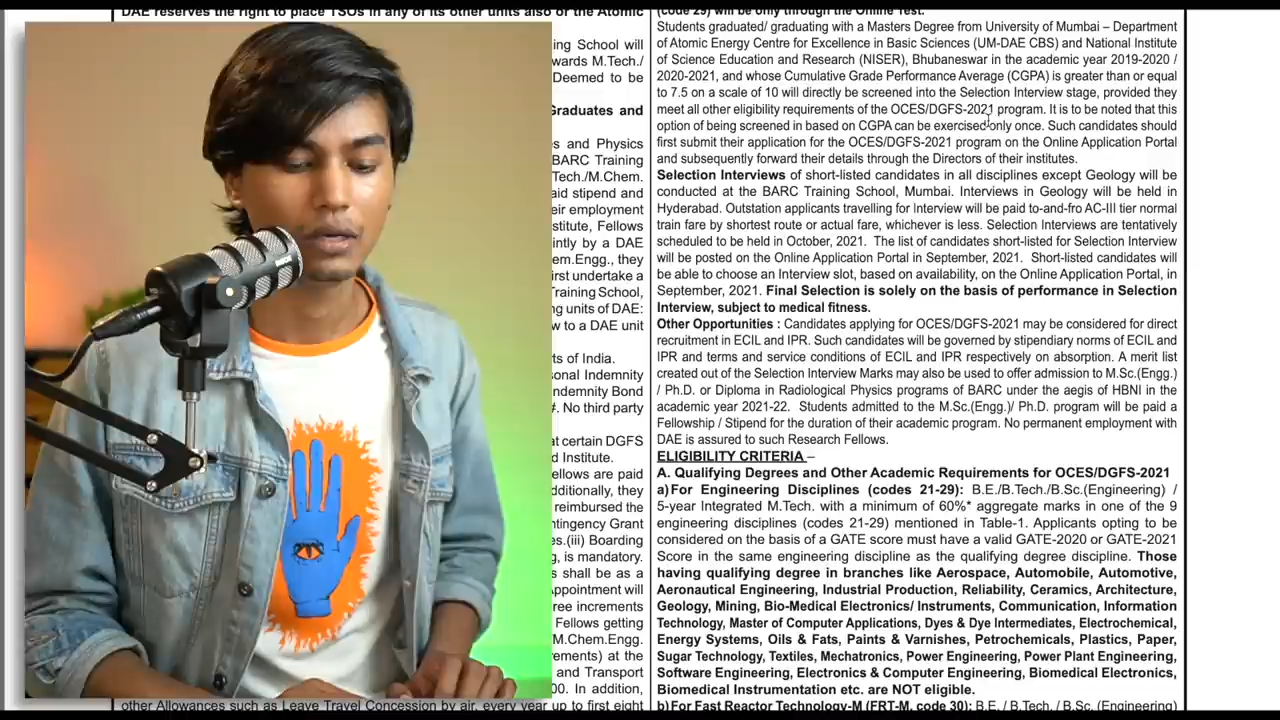 DAE reserves the right to place TSOs in any of its other units also or the Atomic
ing School will
wards M.Tech./
Deemed to be
Graduates and
s and Physics
BARC Training
Tech./M.Chem.
aid stipend and
eir employment
stitute, Fellows
intly by a DAE
em.Engg., they
irst undertake a
Training School,
ng units of DAE:
w to a DAE unit
rts of India.
onal Indemnity
ndemnity Bond
#. No third party
at certain DGFS
d Institute.
ellows are paid
dditionally, they
reimbursed the
ntingency Grant
es.(iii) Boarding
g, is mandatory.
s shall be as a
Appointment will
ree increments
Fellows getting
M.Chem.Engg.
rements) at the
and Transport
00. In addition,
other Allowances such as Leave Travel Concession by air, every year up to first eight
(code 29) will be only through the Online Test.
Students graduated/ graduating with a Masters Degree from University of Mumbai – Department
of Atomic Energy Centre for Excellence in Basic Sciences (UM-DAE CBS) and National Institute
of Science Education and Research (NISER), Bhubaneswar in the academic year 2019-2020 /
2020-2021, and whose Cumulative Grade Performance Average (CGPA) is greater than or equal
to 7.5 on a scale of 10 will directly be screened into the Selection Interview stage, provided they
meet all other eligibility requirements of the OCES/DGFS-2021 program. It is to be noted that this
option of being screened in based on CGPA can be exercised only once. Such candidates should
first submit their application for the OCES/DGFS-2021 program on the Online Application Portal
and subsequently forward their details through the Directors of their institutes.
Selection Interviews of short-listed candidates in all disciplines except Geology will be
conducted at the BARC Training School, Mumbai. Interviews in Geology will be held in
Hyderabad. Outstation applicants travelling for Interview will be paid to-and-fro AC-III tier normal
train fare by shortest route or actual fare, whichever is less. Selection Interviews are tentatively
scheduled to be held in October, 2021. The list of candidates short-listed for Selection Interview
will be posted on the Online Application Portal in September, 2021. Short-listed candidates will
be able to choose an Interview slot, based on availability, on the Online Application Portal, in
September, 2021. Final Selection is solely on the basis of performance in Selection
Interview, subject to medical fitness.
Other Opportunities : Candidates applying for OCES/DGFS-2021 may be considered for direct
recruitment in ECIL and IPR. Such candidates will be governed by stipendiary norms of ECIL and
IPR and terms and service conditions of ECIL and IPR respectively on absorption. A merit list
created out of the Selection Interview Marks may also be used to offer admission to M.Sc.(Engg.)
/ Ph.D. or Diploma in Radiological Physics programs of BARC under the aegis of HBNI in the
academic year 2021-22. Students admitted to the M.Sc.(Engg.)/ Ph.D. program will be paid a
Fellowship / Stipend for the duration of their academic program. No permanent employment with
DAE is assured to such Research Fellows.
ELIGIBILITY CRITERIA –
A. Qualifying Degrees and Other Academic Requirements for OCES/DGFS-2021
a) For Engineering Disciplines (codes 21-29): B.E./B.Tech./B.Sc.(Engineering) /
5-year Integrated M.Tech. with a minimum of 60%* aggregate marks in one of the 9
engineering disciplines (codes 21-29) mentioned in Table-1. Applicants opting to be
considered on the basis of a GATE score must have a valid GATE-2020 or GATE-2021
Score in the same engineering discipline as the qualifying degree discipline. Those
having qualifying degree in branches like Aerospace, Automobile, Automotive,
Aeronautical Engineering, Industrial Production, Reliability, Ceramics, Architecture,
Geology, Mining, Bio-Medical Electronics/ Instruments, Communication, Information
Technology, Master of Computer Applications, Dyes & Dye Intermediates, Electrochemical,
Energy Systems, Oils & Fats, Paints & Varnishes, Petrochemicals, Plastics, Paper,
Sugar Technology, Textiles, Mechatronics, Power Engineering, Power Plant Engineering,
Software Engineering, Electronics & Computer Engineering, Biomedical Electronics,
Biomedical Instrumentation etc. are NOT eligible.
b) For Fast Reactor Technology-M (FRT-M, code 30): B.E. / B.Tech. / B.Sc. (Engineering)